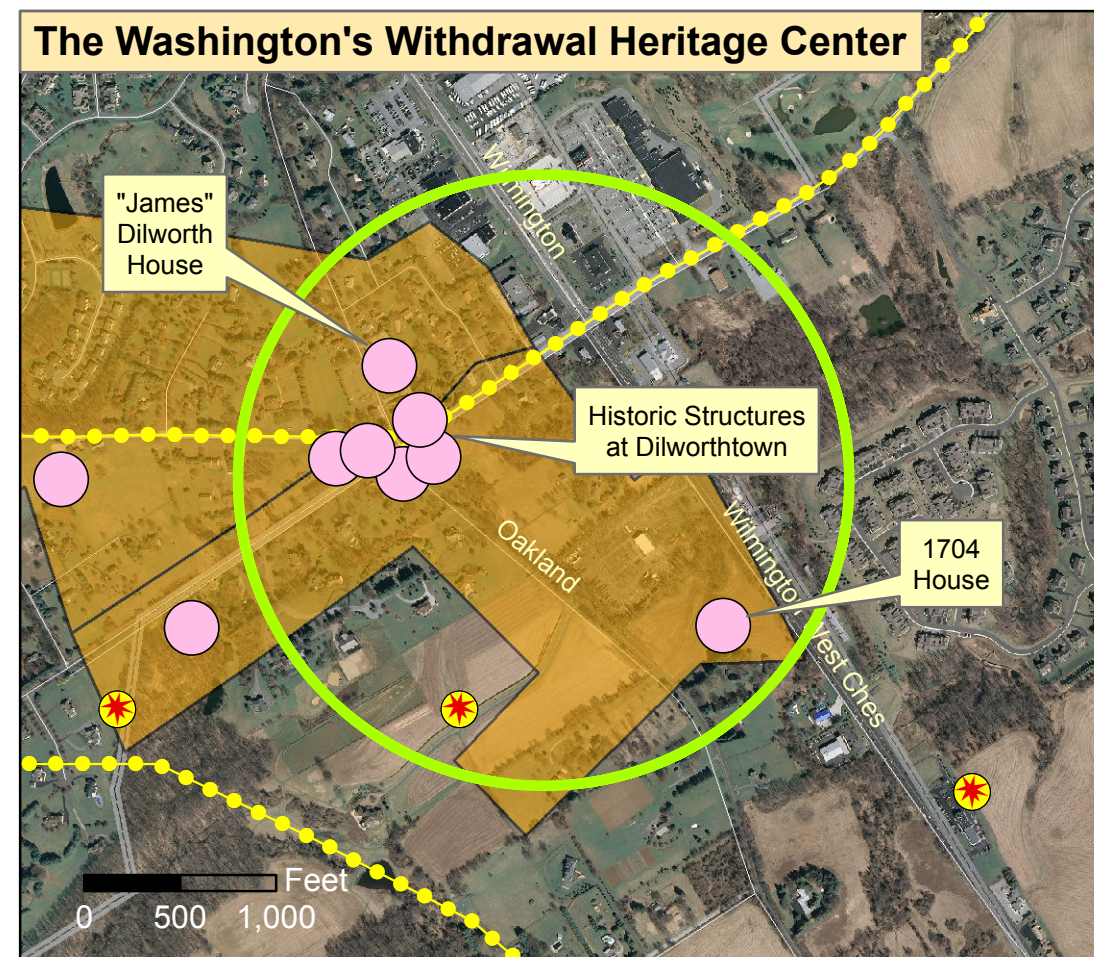 The Washington's Withdrawal Heritage Center
Wilmington
"James"
Dilworth
House
Historic Structures
at Dilworthtown
Oakland
Wilmington West Ches
1704
House
Feet
0 500 1,000